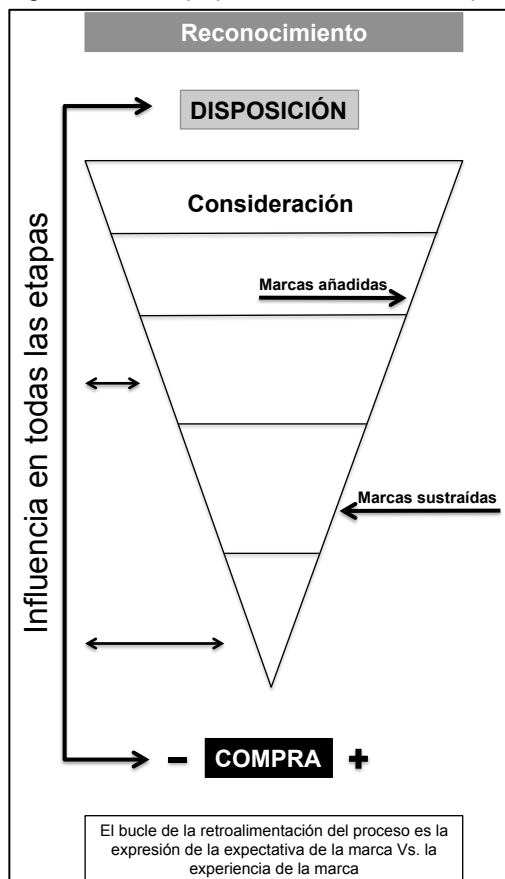 Reconocimiento
DISPOSICIÓN
Consideración
Marcas añadidas
Influencia en todas las etapas
Marcas sustraídas
- COMPRA +
El bucle de la retroalimentación del proceso es la
expresión de la expectativa de la marca Vs. la
experiencia de la marca